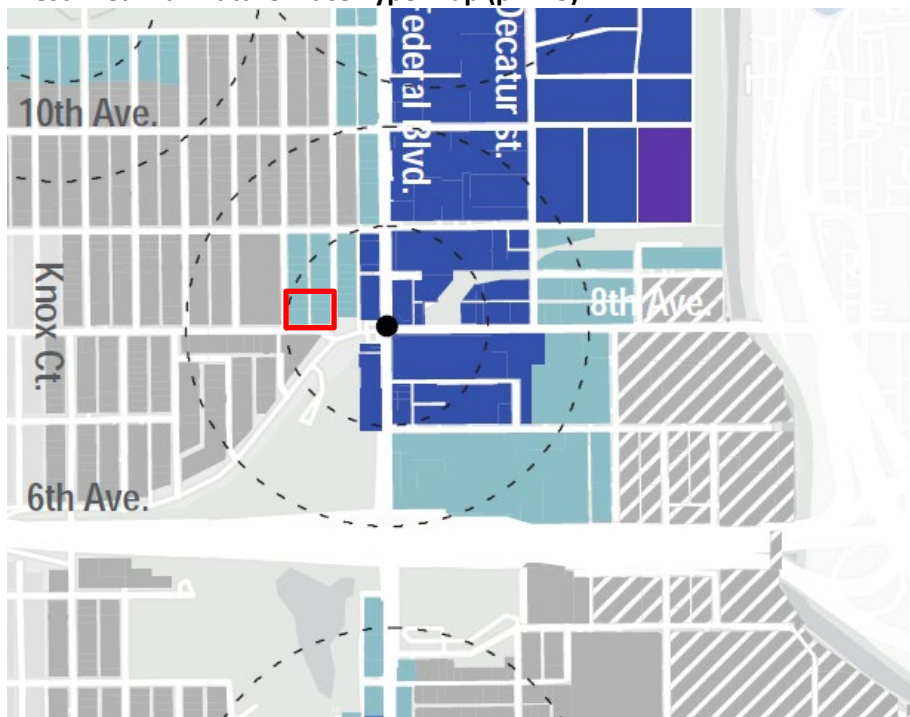 10th Ave.
Federal Blvd.
Decatur St.
Knox Ct.
8th Ave.
6th Ave.